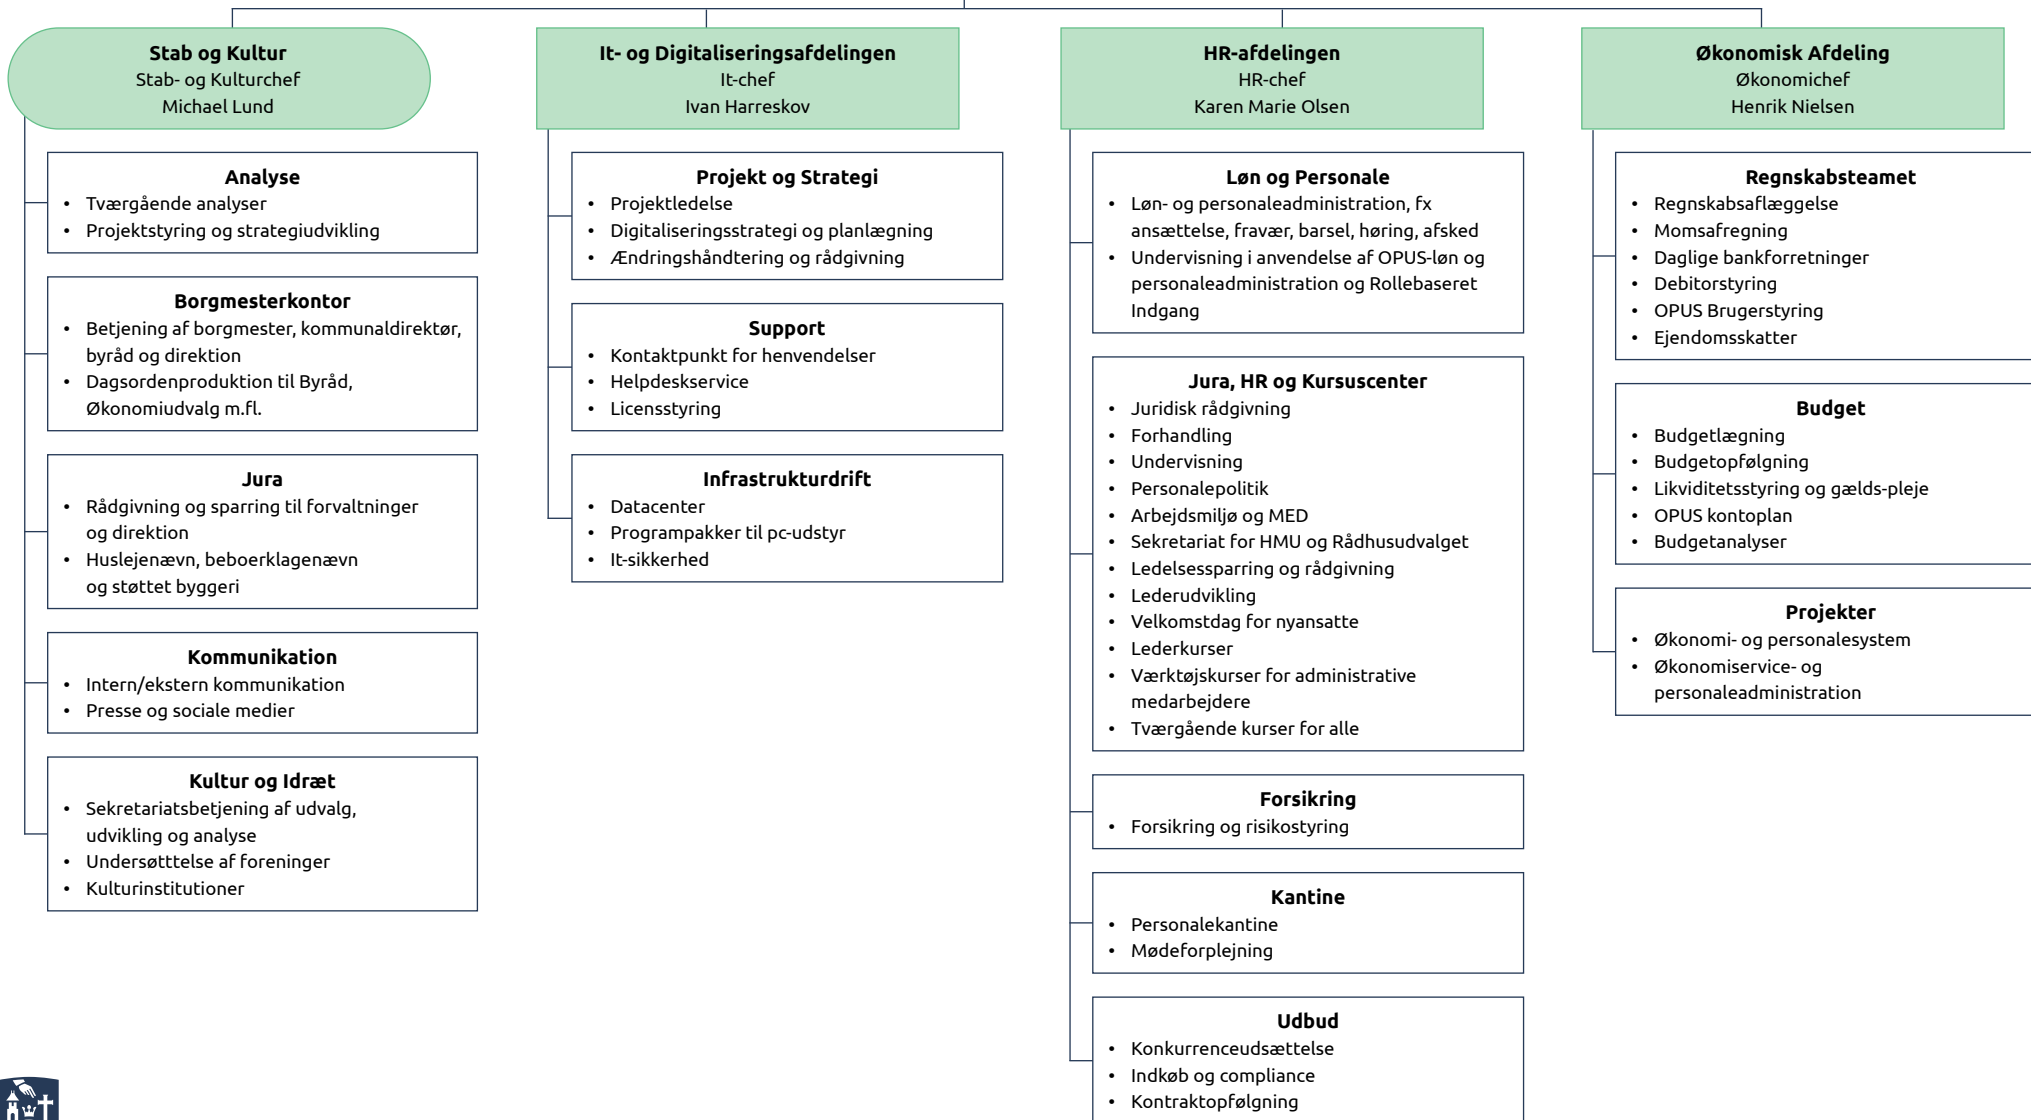 Stab og Kultur
Stab- og Kulturchef
Michael Lund
Analyse
• Tværgående analyser
• Projektstyring og strategiudvikling
Borgmesterkontor
• Betjening af borgmester, kommunaldirektør,
byråd og direktion
• Dagsordenproduktion til Byråd,
Økonomiudvalg m.fl.
Jura
• Rådgivning og sparring til forvaltninger
og direktion
• Huslejenævn, beboerklagenævn
og støttet byggeri
Kommunikation
• Intern/ekstern kommunikation
• Presse og sociale medier
Kultur og Idræt
• Sekretariatsbetjening af udvalg,
udvikling og analyse
• Undersøtttelse af foreninger
• Kulturinstitutioner
It- og Digitaliseringsafdelingen
It-chef
Ivan Harreskov
Projekt og Strategi
• Projektledelse
• Digitaliseringsstrategi og planlægning
• Ændringshåndtering og rådgivning
Support
• Kontaktpunkt for henvendelser
• Helpdeskservice
• Licensstyring
Infrastrukturdrift
• Datacenter
• Programpakker til pc-udstyr
• It-sikkerhed
HR-afdelingen
HR-chef
Karen Marie Olsen
Løn og Personale
• Løn- og personaleadministration, fx
ansættelse, fravær, barsel, høring, afsked
• Undervisning i anvendelse af OPUS-løn og
personaleadministration og Rollebaseret
Indgang
Jura, HR og Kursuscenter
• Juridisk rådgivning
• Forhandling
• Undervisning
• Personalepolitik
• Arbejdsmiljø og MED
• Sekretariat for HMU og Rådhusudvalget
• Ledelsessparring og rådgivning
• Lederudvikling
• Velkomstdag for nyansatte
• Lederkurser
• Værktøjskurser for administrative
medarbejdere
• Tværgående kurser for alle
Forsikring
• Forsikring og risikostyring
Kantine
• Personalekantine
• Mødeforplejning
Udbud
• Konkurrenceudsættelse
• Indkøb og compliance
• Kontraktopfølgning
Økonomisk Afdeling
Økonomichef
Henrik Nielsen
Regnskabsteamet
• Regnskabsaflæggelse
• Momsafregning
• Daglige bankforretninger
• Debitorstyring
• OPUS Brugerstyring
• Ejendomsskatter
Budget
• Budgetlægning
• Budgetopfølgning
• Likviditetsstyring og gælds-pleje
• OPUS kontoplan
• Budgetanalyser
Projekter
• Økonomi- og personalesystem
• Økonomiservice- og
personaleadministration